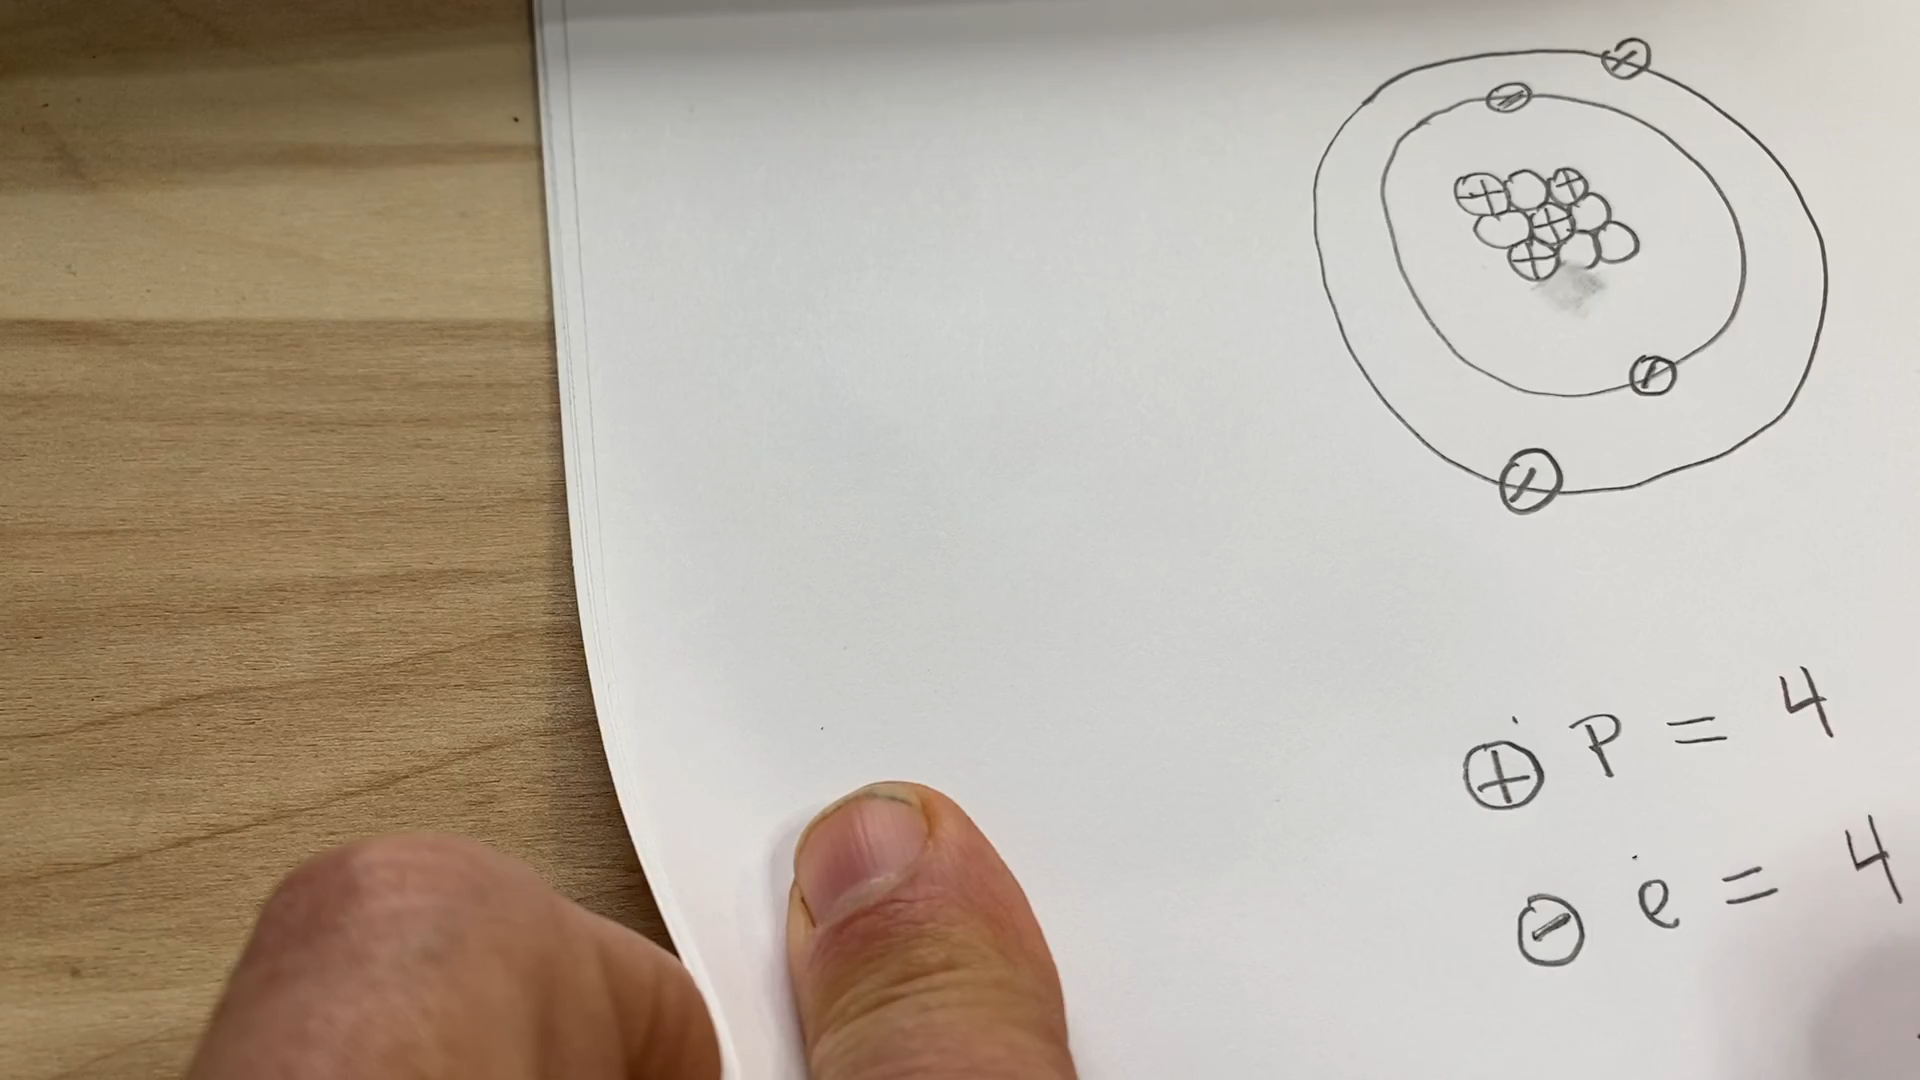 ⊕ P = 4
⊖ e = 4